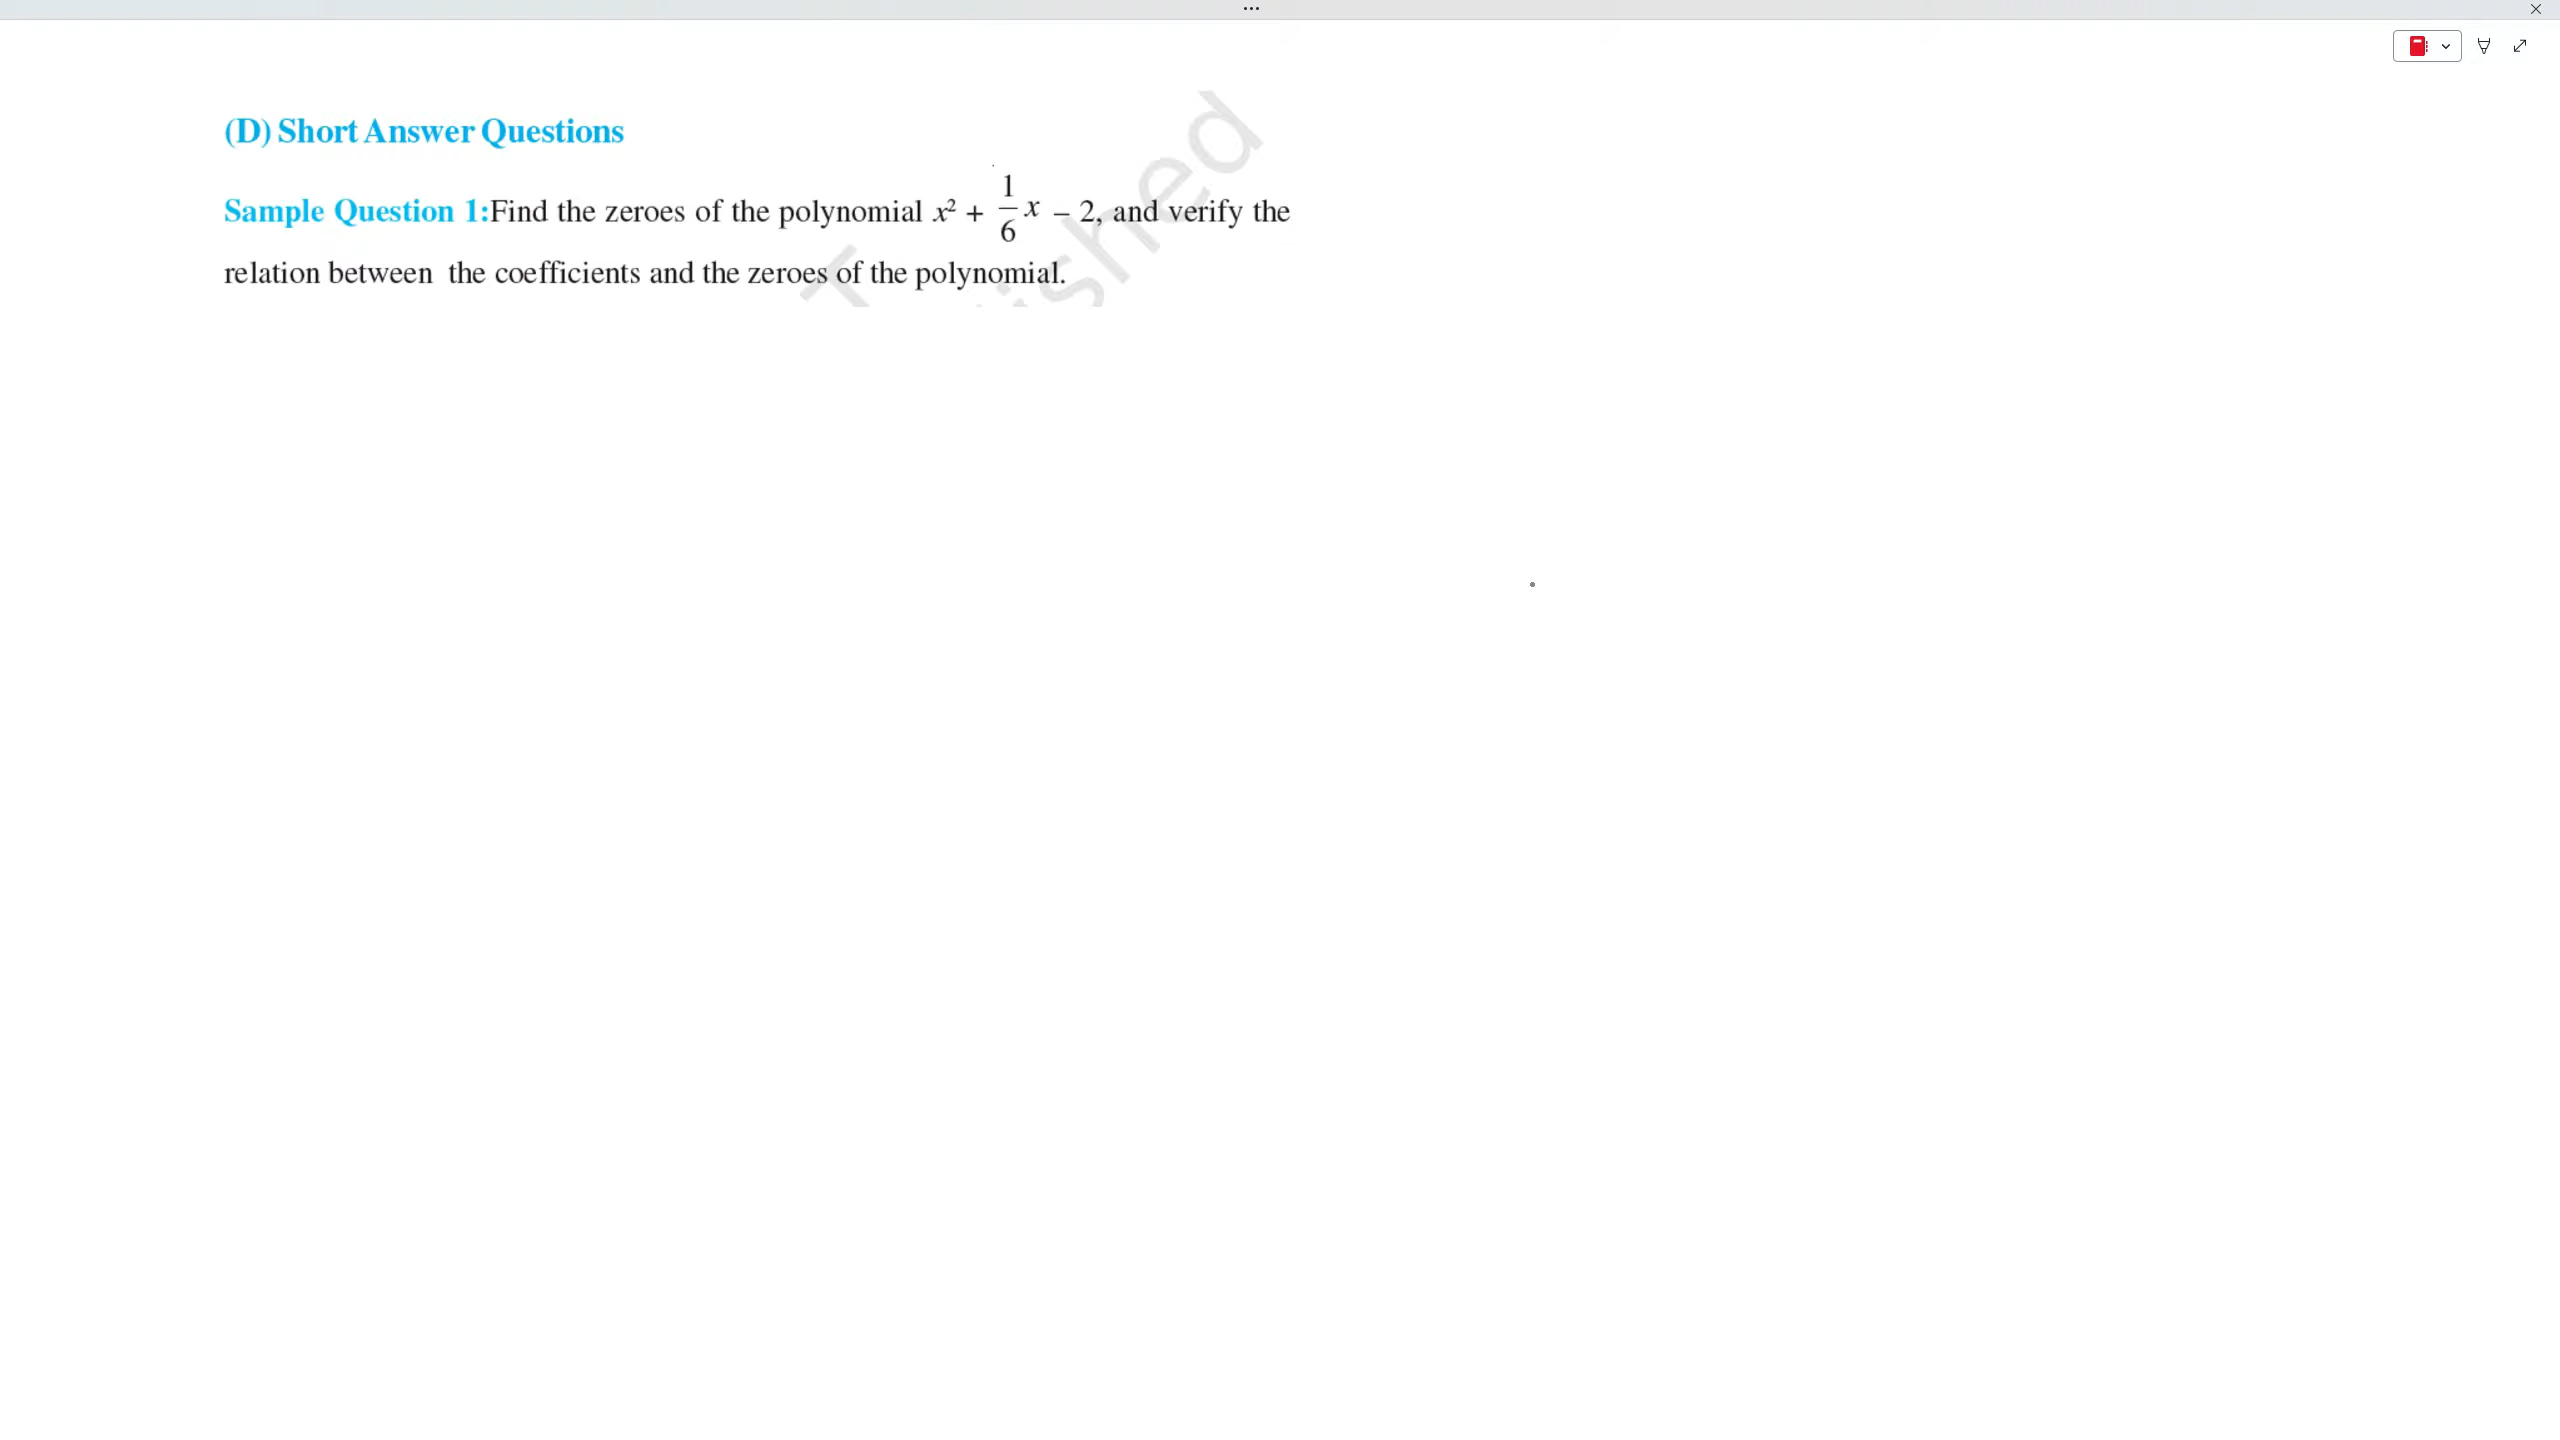 (D) Short Answer Questions
Sample Question 1:Find the zeroes of the polynomial x² + 1/6 x – 2, and verify the
relation between the coefficients and the zeroes of the polynomial.